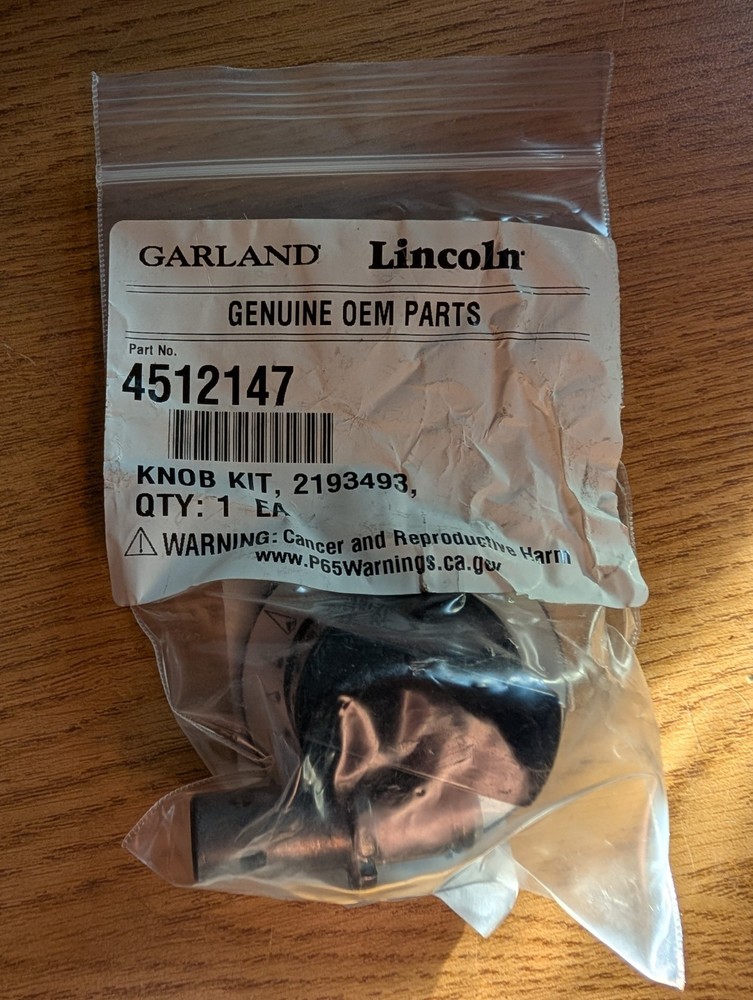 GARLAND Lincoln
GENUINE OEM PARTS
Part No.
4512147
KNOB KIT, 2193493,
QTY: 1 EA
WARNING: Cancer and Reproductive Harm
www.P65Warnings.ca.gov